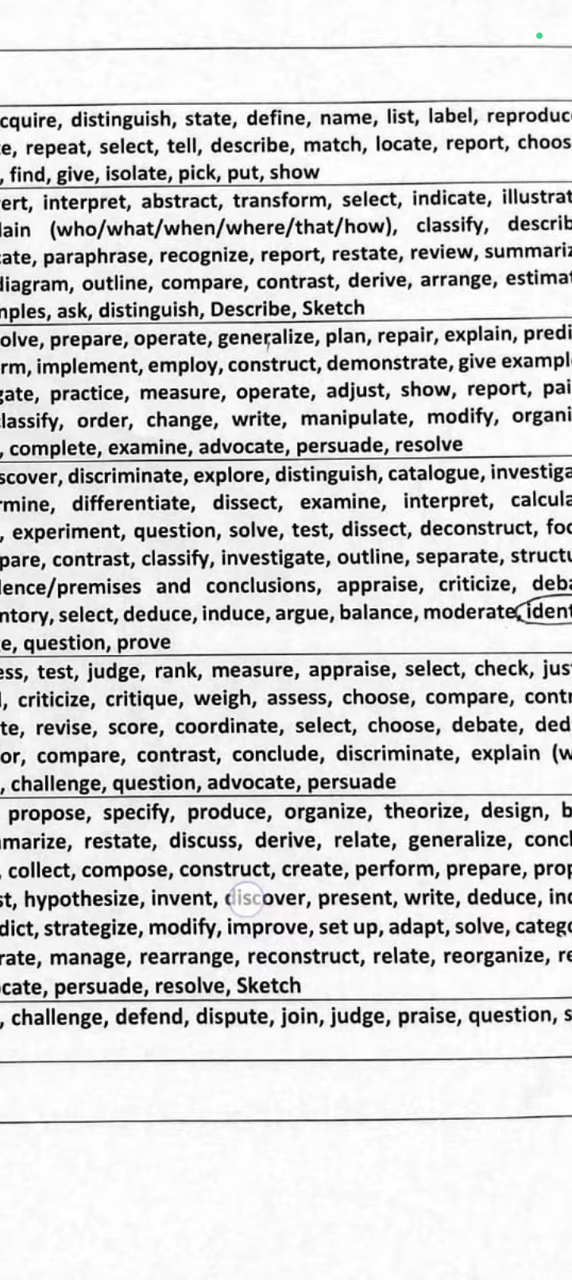 cquire, distinguish, state, define, name, list, label, reproduc
e, repeat, select, tell, describe, match, locate, report, choos
, find, give, isolate, pick, put, show
ert, interpret, abstract, transform, select, indicate, illustrat
lain (who/what/when/where/that/how), classify, describ
ate, paraphrase, recognize, report, restate, review, summariz
diagram, outline, compare, contrast, derive, arrange, estimat
mples, ask, distinguish, Describe, Sketch
olve, prepare, operate, generalize, plan, repair, explain, predi
rm, implement, employ, construct, demonstrate, give exampl
gate, practice, measure, operate, adjust, show, report, pai
lassify, order, change, write, manipulate, modify, organi
, complete, examine, advocate, persuade, resolve
scover, discriminate, explore, distinguish, catalogue, investiga
rmine, differentiate, dissect, examine, interpret, calcula
, experiment, question, solve, test, dissect, deconstruct, foc
pare, contrast, classify, investigate, outline, separate, structu
dence/premises and conclusions, appraise, criticize, deba
ntory, select, deduce, induce, argue, balance, moderate, ident
e, question, prove
ess, test, judge, rank, measure, appraise, select, check, jus
l, criticize, critique, weigh, assess, choose, compare, contr
te, revise, score, coordinate, select, choose, debate, ded
or, compare, contrast, conclude, discriminate, explain (w
, challenge, question, advocate, persuade
propose, specify, produce, organize, theorize, design, b
mmarize, restate, discuss, derive, relate, generalize, concl
, collect, compose, construct, create, perform, prepare, prop
st, hypothesize, invent, discover, present, write, deduce, ind
dict, strategize, modify, improve, set up, adapt, solve, catego
rate, manage, rearrange, reconstruct, relate, reorganize, re
ocate, persuade, resolve, Sketch
, challenge, defend, dispute, join, judge, praise, question, s